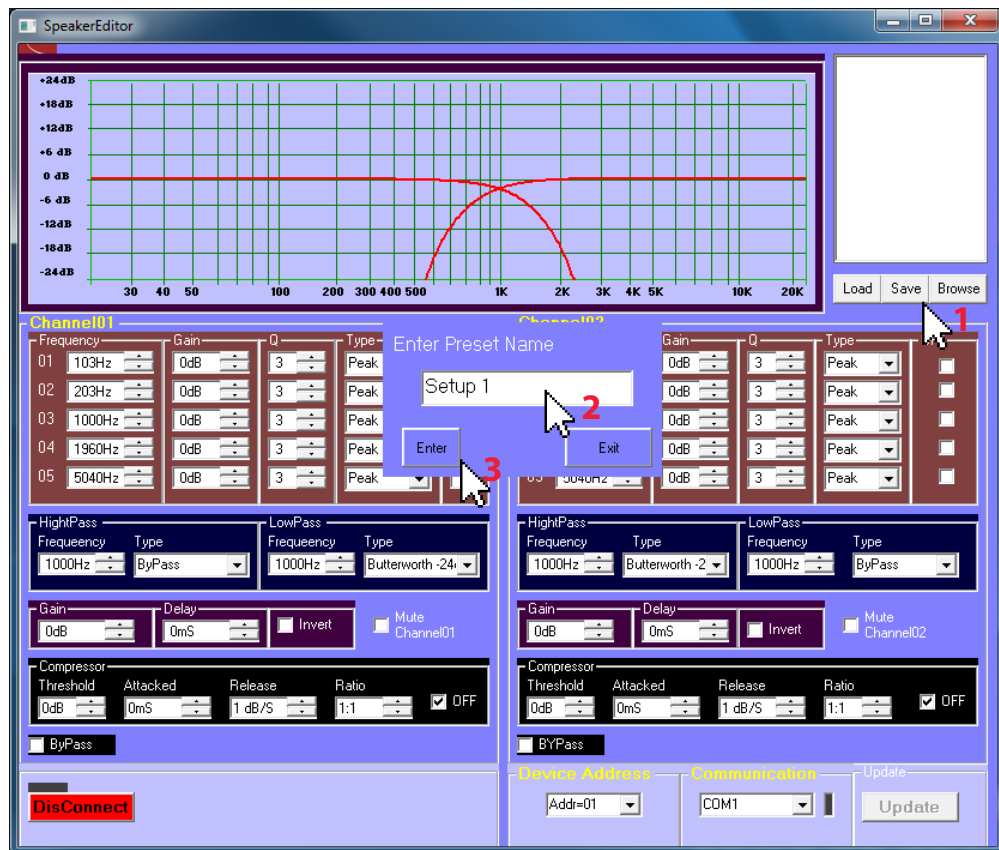 SpeakerEditor
+24dB
+18dB
+12dB
+6 dB
0 dB
-6 dB
-12dB
-18dB
-24dB
30 40 50 100 200 300 400 500 1K 2K 3K 4K 5K 10K 20K
Load Save Browse
1
Channel01
Frequency Gain Q Type
01 103Hz 0dB 3 Peak
02 203Hz 0dB 3 Peak
03 1000Hz 0dB 3 Peak
04 1960Hz 0dB 3 Peak
05 5040Hz 0dB 3 Peak
Enter Preset Name
Setup 1
2
Enter Exit
3
Channel02
Gain Q Type
0dB 3 Peak
0dB 3 Peak
0dB 3 Peak
0dB 3 Peak
05 5040Hz 0dB 3 Peak
HightPass LowPass
Frequeency Type Frequeency Type
1000Hz ByPass 1000Hz Butterworth -24
HightPass LowPass
Frequency Type Frequency Type
1000Hz Butterworth -2 1000Hz ByPass
Gain Delay
0dB 0mS Invert Mute Channel01
Gain Delay
0dB 0mS Invert Mute Channel02
Compressor
Threshold Attacked Release Ratio
0dB 0mS 1 dB/S 1:1 OFF
Compressor
Threshold Attacked Release Ratio
0dB 0mS 1 dB/S 1:1 OFF
ByPass
BYPass
DisConnect
Device Address Communication Update
Addr=01 COM1 Update